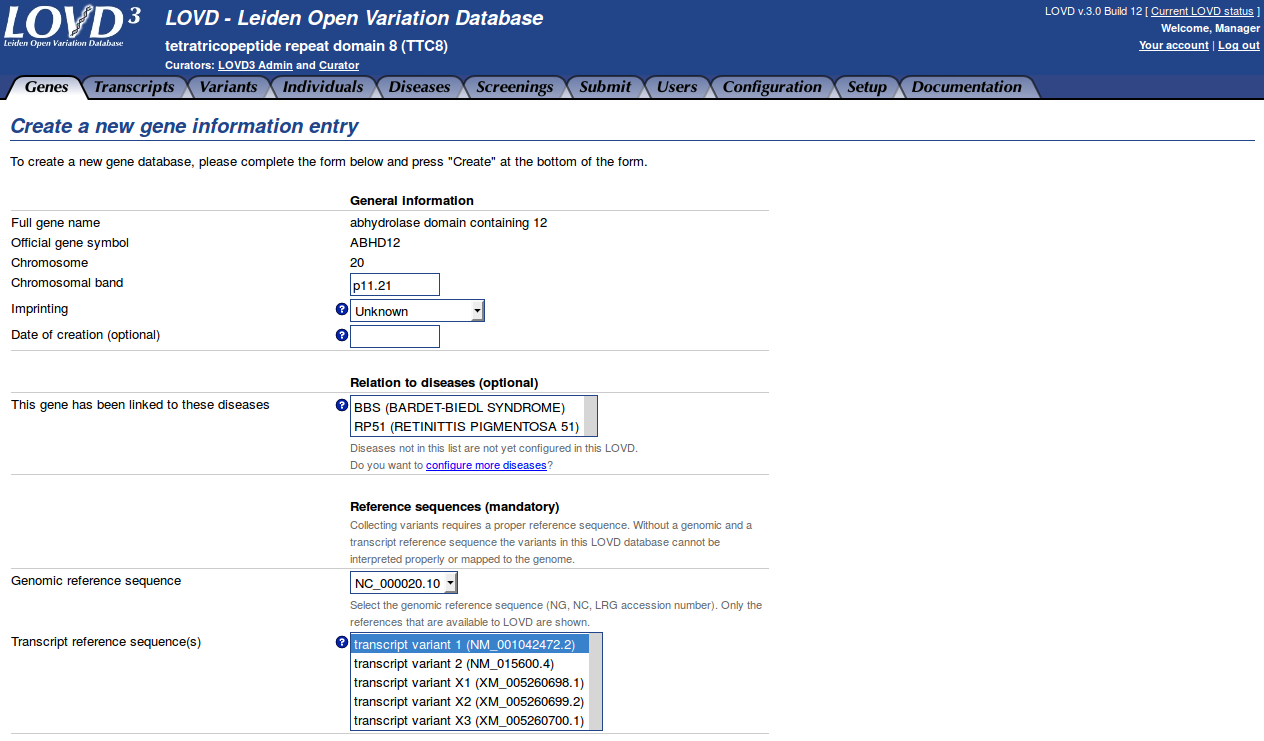 LOVD 3
Leiden Open Variation Database
LOVD - Leiden Open Variation Database
tetratricopeptide repeat domain 8 (TTC8)
Curators: LOVD3 Admin and Curator
LOVD v.3.0 Build 12 [ Current LOVD status ]
Welcome, Manager
Your account | Log out
Genes Transcripts Variants Individuals Diseases Screenings Submit Users Configuration Setup Documentation
Create a new gene information entry
To create a new gene database, please complete the form below and press "Create" at the bottom of the form.
General information
Full gene name abhydrolase domain containing 12
Official gene symbol ABHD12
Chromosome 20
Chromosomal band p11.21
Imprinting ? Unknown
Date of creation (optional) ?
Relation to diseases (optional)
This gene has been linked to these diseases ? BBS (BARDET-BIEDL SYNDROME)
RP51 (RETINITTIS PIGMENTOSA 51)
Diseases not in this list are not yet configured in this LOVD.
Do you want to configure more diseases?
Reference sequences (mandatory)
Collecting variants requires a proper reference sequence. Without a genomic and a
transcript reference sequence the variants in this LOVD database cannot be
interpreted properly or mapped to the genome.
Genomic reference sequence NC_000020.10
Select the genomic reference sequence (NG, NC, LRG accession number). Only the
references that are available to LOVD are shown.
Transcript reference sequence(s) ? transcript variant 1 (NM_001042472.2)
transcript variant 2 (NM_015600.4)
transcript variant X1 (XM_005260698.1)
transcript variant X2 (XM_005260699.2)
transcript variant X3 (XM_005260700.1)